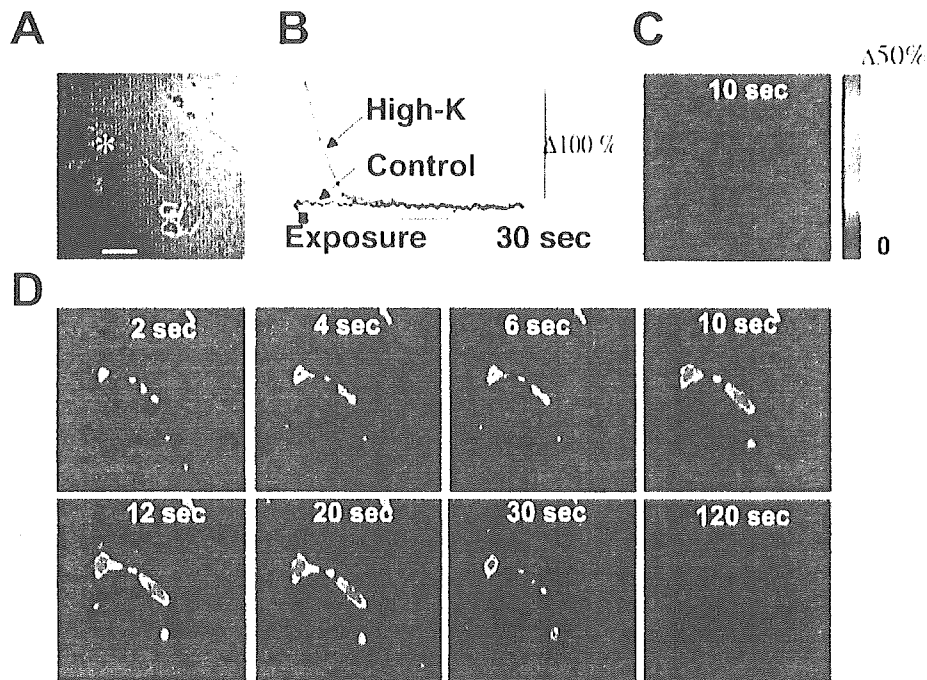 A
B
C
Δ50%
10 sec
0
*
High-K
Control
Δ100 %
Exposure
30 sec
D
2 sec
4 sec
6 sec
10 sec
12 sec
20 sec
30 sec
120 sec